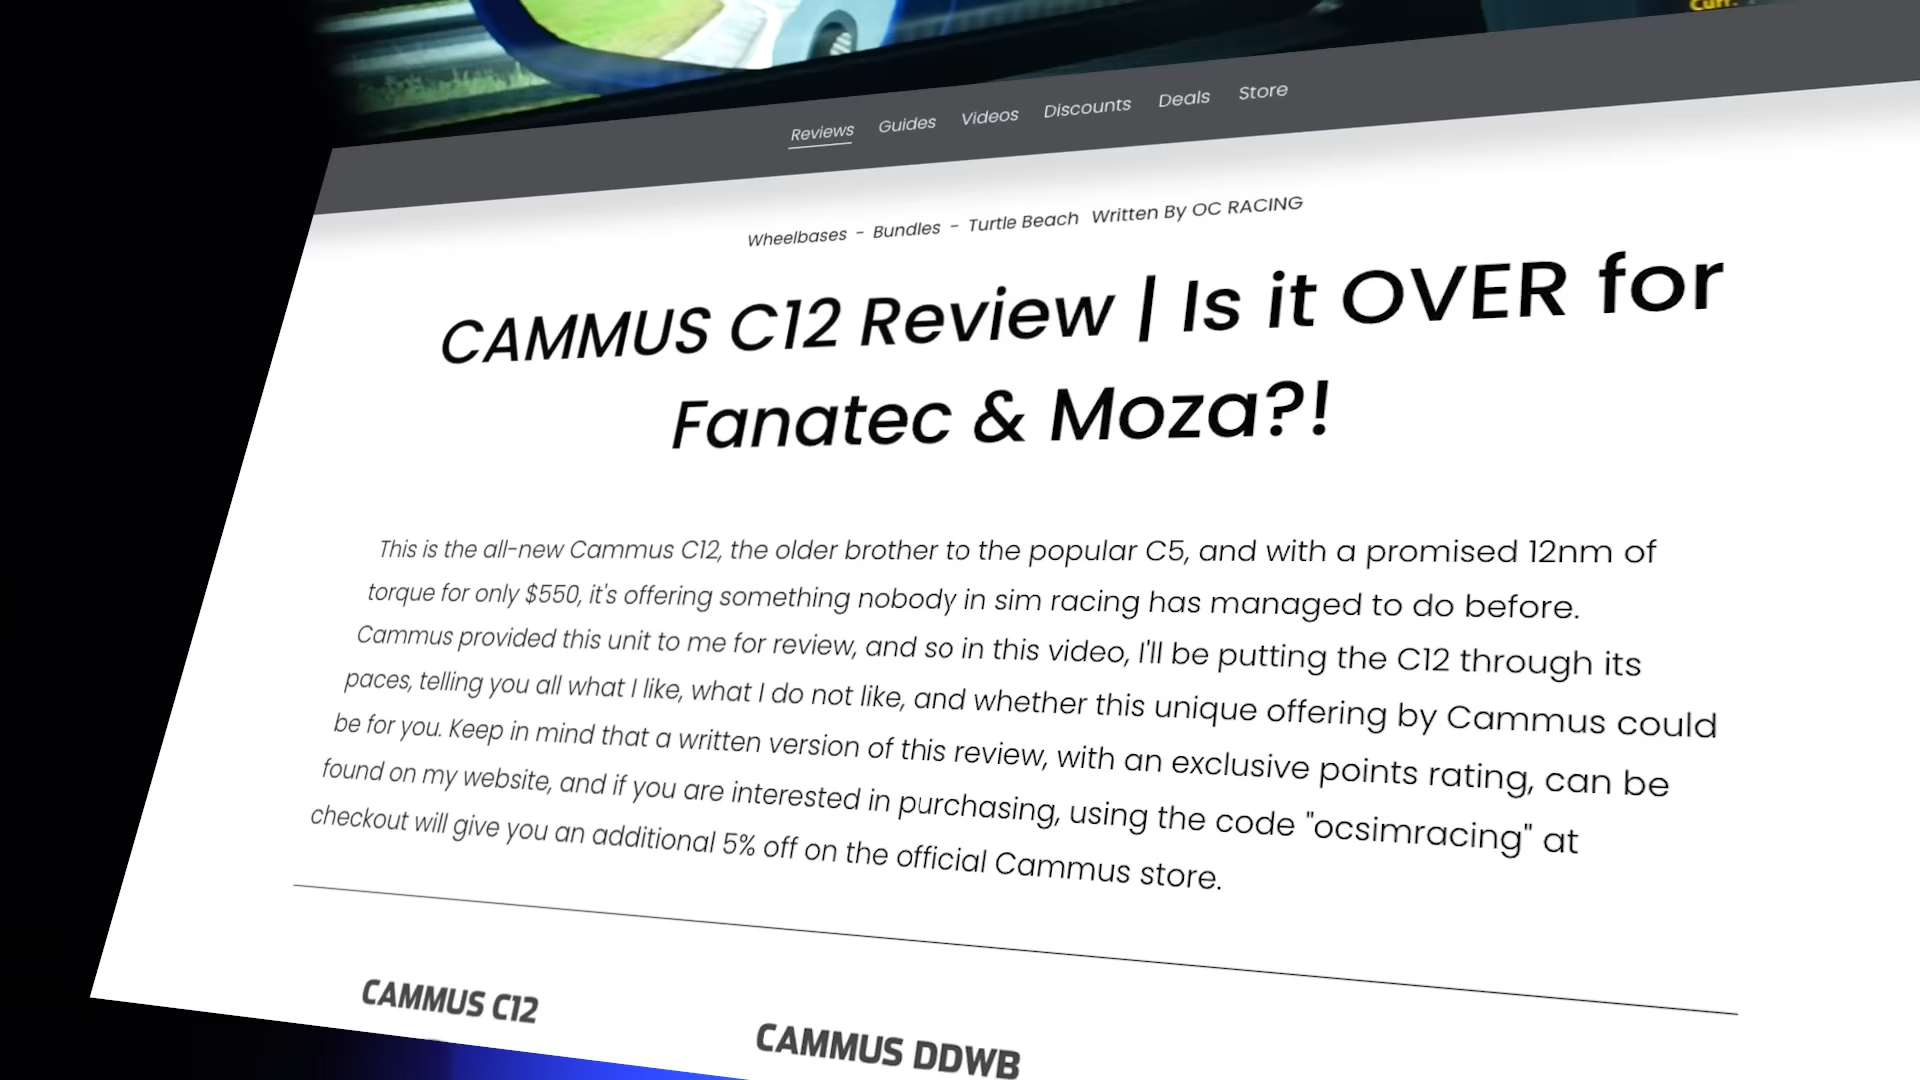 Curr:
Reviews Guides Videos Discounts Deals Store
Wheelbases - Bundles - Turtle Beach Written By OC RACING
CAMMUS C12 Review | Is it OVER for
Fanatec & Moza?!
This is the all-new Cammus C12, the older brother to the popular C5, and with a promised 12nm of
torque for only $550, it's offering something nobody in sim racing has managed to do before.
Cammus provided this unit to me for review, and so in this video, I'll be putting the C12 through its
paces, telling you all what I like, what I do not like, and whether this unique offering by Cammus could
be for you. Keep in mind that a written version of this review, with an exclusive points rating, can be
found on my website, and if you are interested in purchasing, using the code "ocsimracing" at
checkout will give you an additional 5% off on the official Cammus store.
CAMMUS C12
CAMMUS DDWB